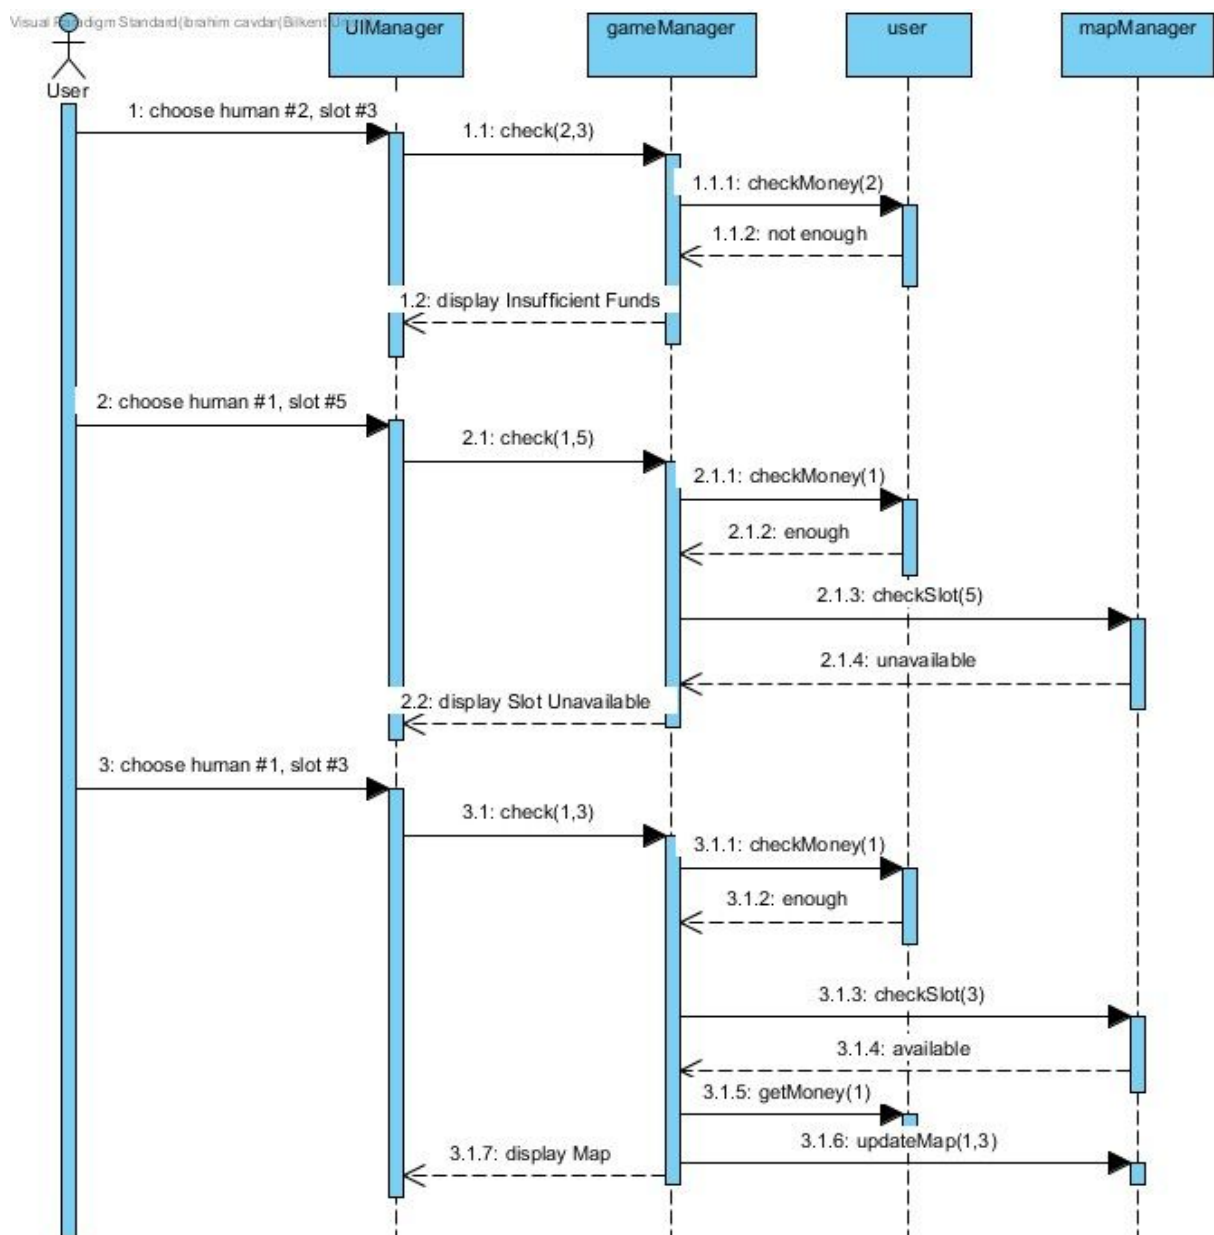 Visual Paradigm Standard(ibrahim cavdar(Bilkent
UIManager
gameManager
user
mapManager
User
1: choose human #2, slot #3
1.1: check(2,3)
1.1.1: checkMoney(2)
1.1.2: not enough
1.2: display Insufficient Funds
2: choose human #1, slot #5
2.1: check(1,5)
2.1.1: checkMoney(1)
2.1.2: enough
2.1.3: checkSlot(5)
2.1.4: unavailable
2.2: display Slot Unavailable
3: choose human #1, slot #3
3.1: check(1,3)
3.1.1: checkMoney(1)
3.1.2: enough
3.1.3: checkSlot(3)
3.1.4: available
3.1.5: getMoney(1)
3.1.6: updateMap(1,3)
3.1.7: display Map